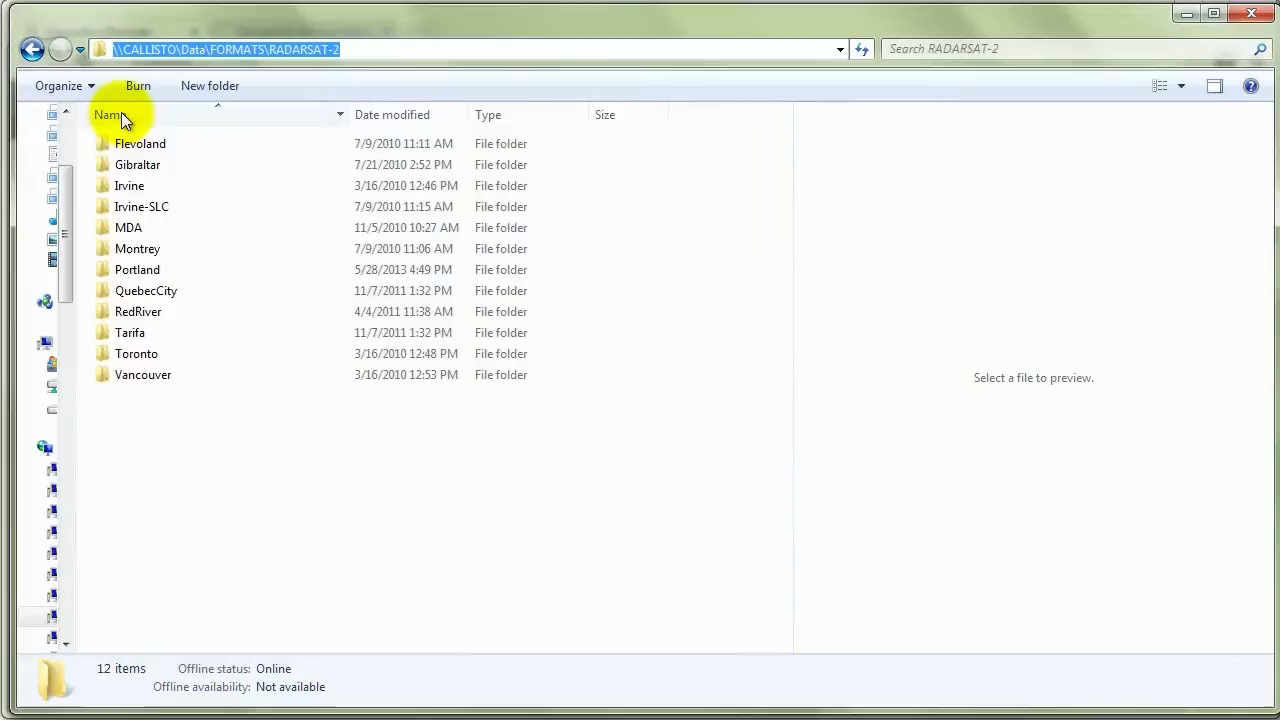 \\CALLISTO\Data\FORMATS\RADARSAT-2 Search RADARSAT-2
Organize Burn New folder
Name Date modified Type Size
Flevoland 7/9/2010 11:11 AM File folder
Gibraltar 7/21/2010 2:52 PM File folder
Irvine 3/16/2010 12:46 PM File folder
Irvine-SLC 7/9/2010 11:15 AM File folder
MDA 11/5/2010 10:27 AM File folder
Montrey 7/9/2010 11:06 AM File folder
Portland 5/28/2013 4:49 PM File folder
QuebecCity 11/7/2011 1:32 PM File folder
RedRiver 4/4/2011 11:38 AM File folder
Tarifa 11/7/2011 1:32 PM File folder
Toronto 3/16/2010 12:48 PM File folder
Vancouver 3/16/2010 12:53 PM File folder
Select a file to preview.
12 items Offline status: Online
Offline availability: Not available